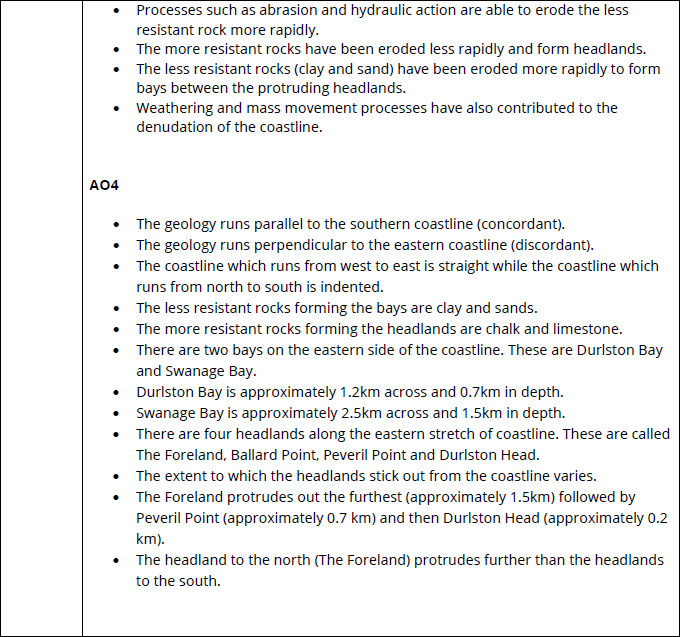 • Processes such as abrasion and hydraulic action are able to erode the less
resistant rock more rapidly.
• The more resistant rocks have been eroded less rapidly and form headlands.
• The less resistant rocks (clay and sand) have been eroded more rapidly to form
bays between the protruding headlands.
• Weathering and mass movement processes have also contributed to the
denudation of the coastline.
AO4
• The geology runs parallel to the southern coastline (concordant).
• The geology runs perpendicular to the eastern coastline (discordant).
• The coastline which runs from west to east is straight while the coastline which
runs from north to south is indented.
• The less resistant rocks forming the bays are clay and sands.
• The more resistant rocks forming the headlands are chalk and limestone.
• There are two bays on the eastern side of the coastline. These are Durlston Bay
and Swanage Bay.
• Durlston Bay is approximately 1.2km across and 0.7km in depth.
• Swanage Bay is approximately 2.5km across and 1.5km in depth.
• There are four headlands along the eastern stretch of coastline. These are called
The Foreland, Ballard Point, Peveril Point and Durlston Head.
• The extent to which the headlands stick out from the coastline varies.
• The Foreland protrudes out the furthest (approximately 1.5km) followed by
Peveril Point (approximately 0.7 km) and then Durlston Head (approximately 0.2
km).
• The headland to the north (The Foreland) protrudes further than the headlands
to the south.